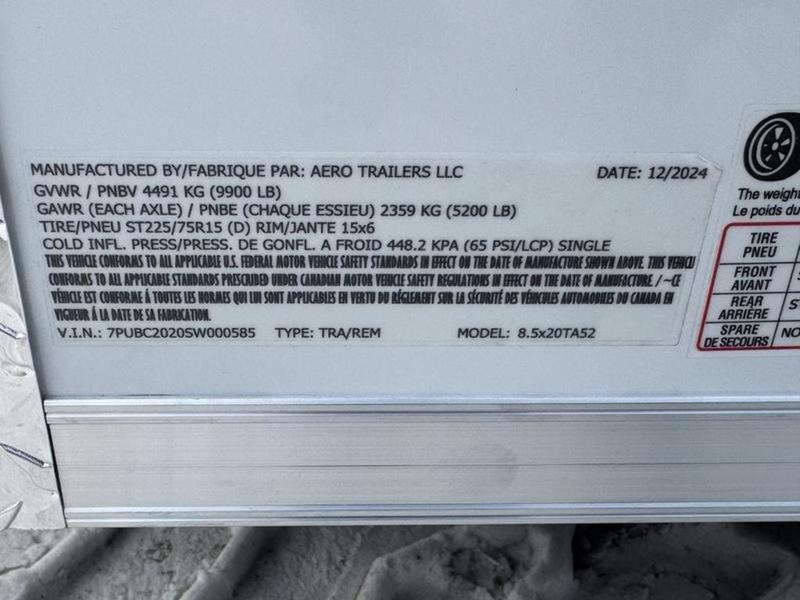 MANUFACTURED BY/FABRIQUE PAR: AERO TRAILERS LLC DATE: 12/2024
GVWR / PNBV 4491 KG (9900 LB)
GAWR (EACH AXLE) / PNBE (CHAQUE ESSIEU) 2359 KG (5200 LB)
TIRE/PNEU ST225/75R15 (D) RIM/JANTE 15x6
COLD INFL. PRESS/PRESS. DE GONFL. A FROID 448.2 KPA (65 PSI/LCP) SINGLE
THIS VEHICLE CONFORMS TO ALL APPLICABLE U.S. FEDERAL MOTOR VEHICLE SAFETY STANDARDS IN EFFECT ON THE DATE OF MANUFACTURE SHOWN ABOVE. THIS VEHICLE
CONFORMS TO ALL APPLICABLE STANDARDS PRESCRIBED UNDER CANADIAN MOTOR VEHICLE SAFETY REGULATIONS IN EFFECT ON THE DATE OF MANUFACTURE. / ~CE
VÉHICLE EST CONFORME Á TOUTES LES NORMES QUI LUI SONT APPLICABLES EN VERTU DU RÉGLEMENT SUR LA SÉCURITÉ DES VÉHICULES AUTOMOBILES DU CANADA EN
VIGUEUR Á LA DATE DE SA FABRICATION.
V.I.N.: 7PUBC2020SW000585 TYPE: TRA/REM MODEL: 8.5x20TA52
The weight
Le poids du
TIRE
PNEU
FRONT
AVANT
REAR
ARRIÈRE
SPARE
DE SECOURS